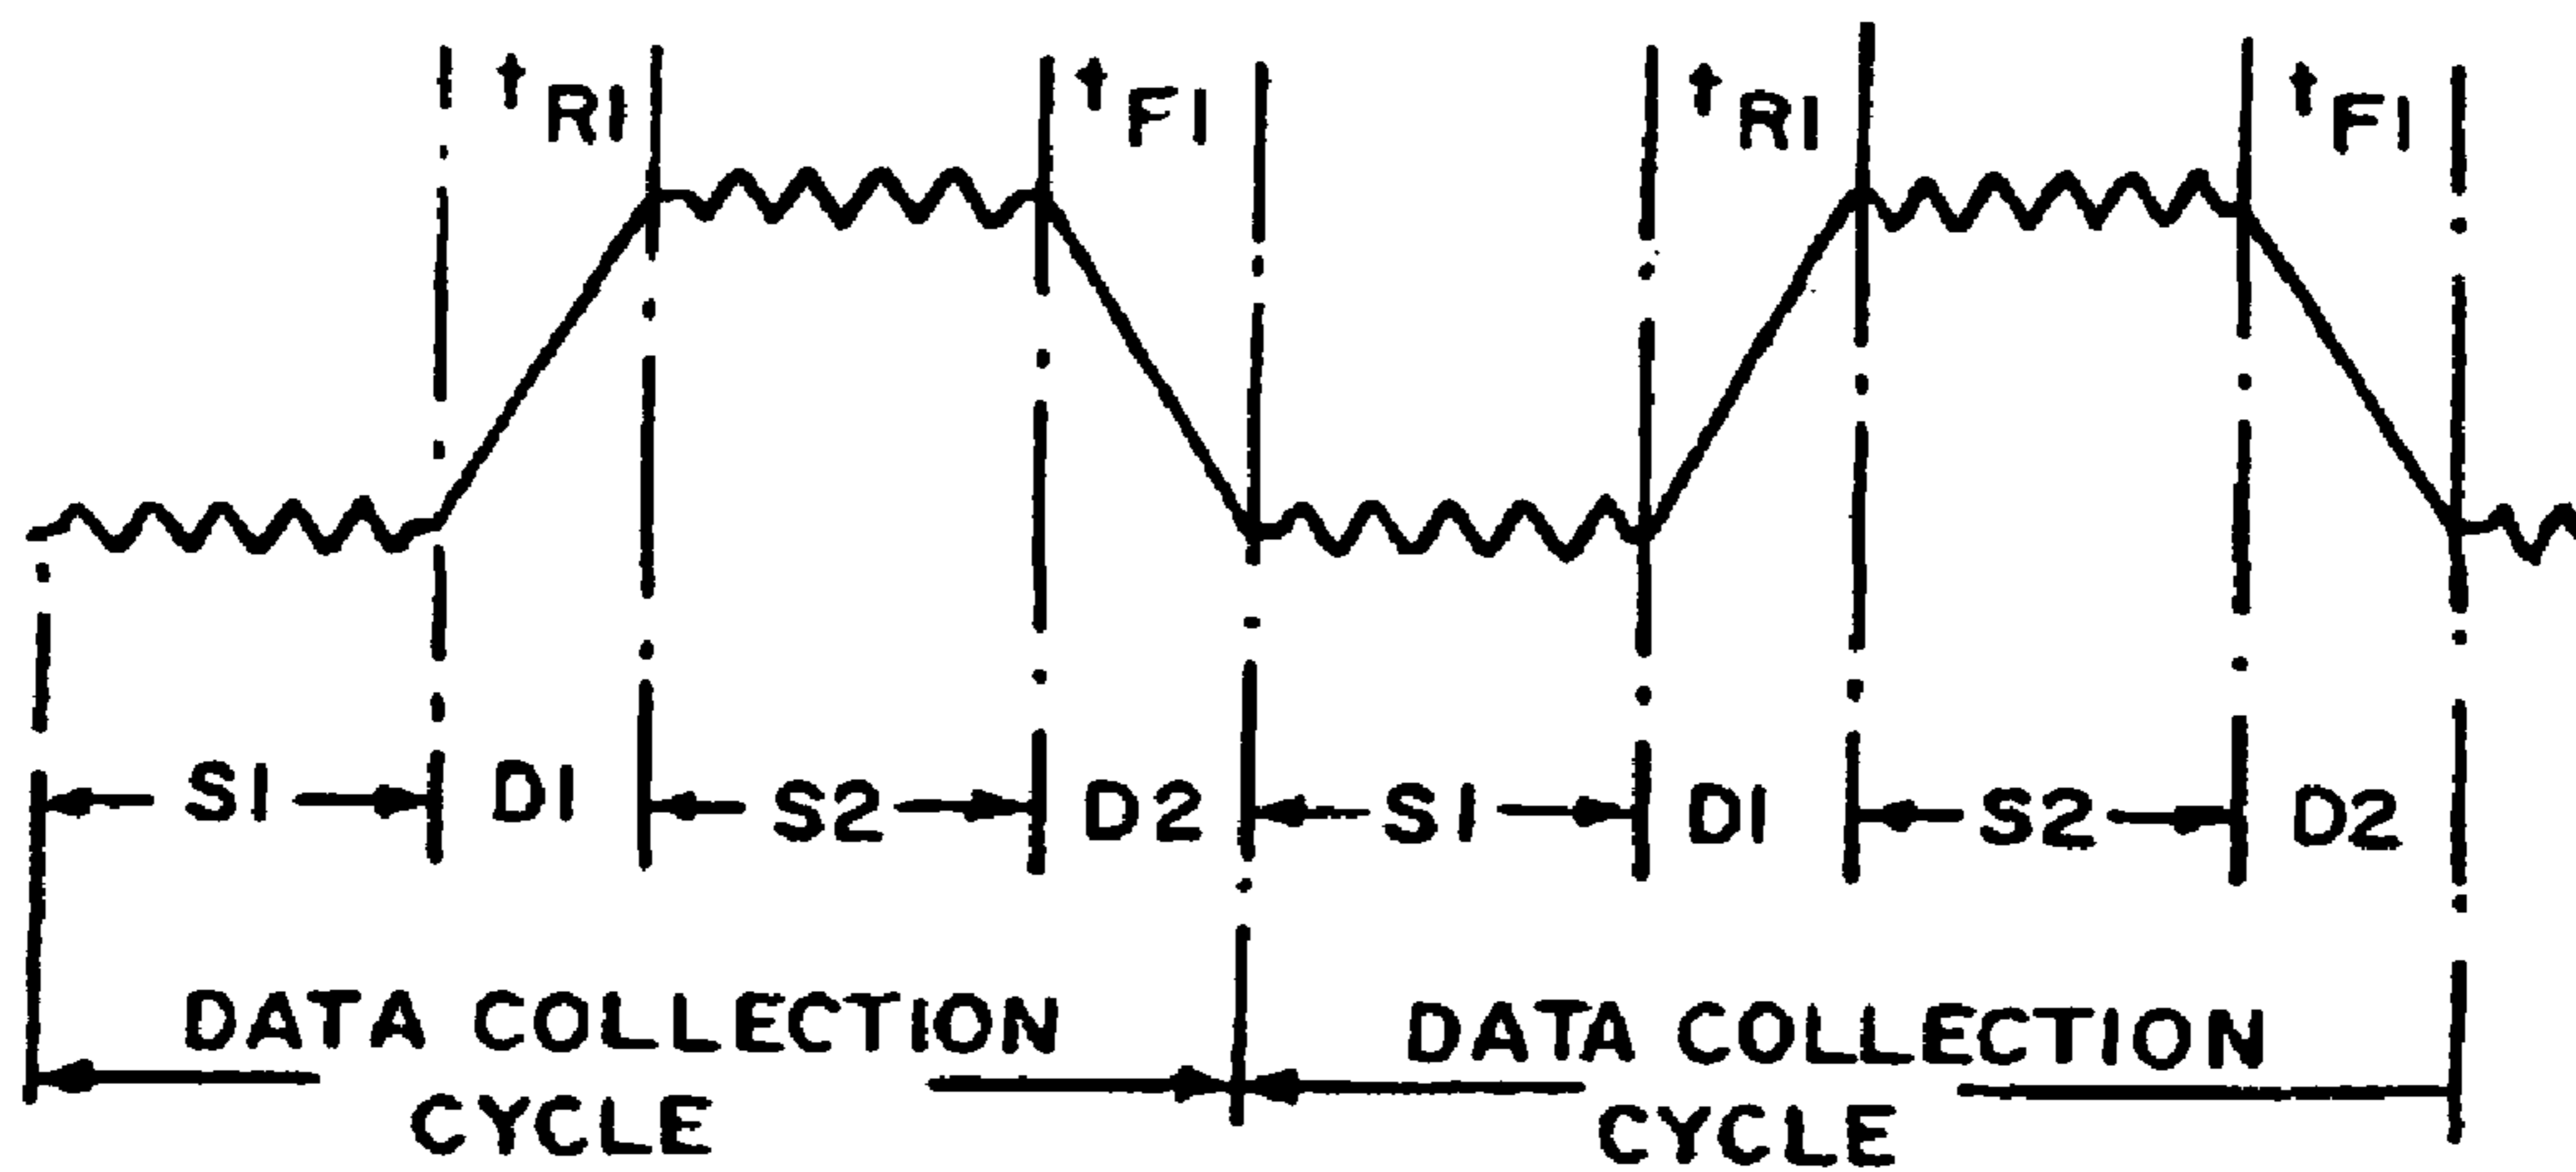 tR1 tF1 tR1 tF1
S1 D1 S2 D2 S1 D1 S2 D2
DATA COLLECTION DATA COLLECTION
CYCLE CYCLE